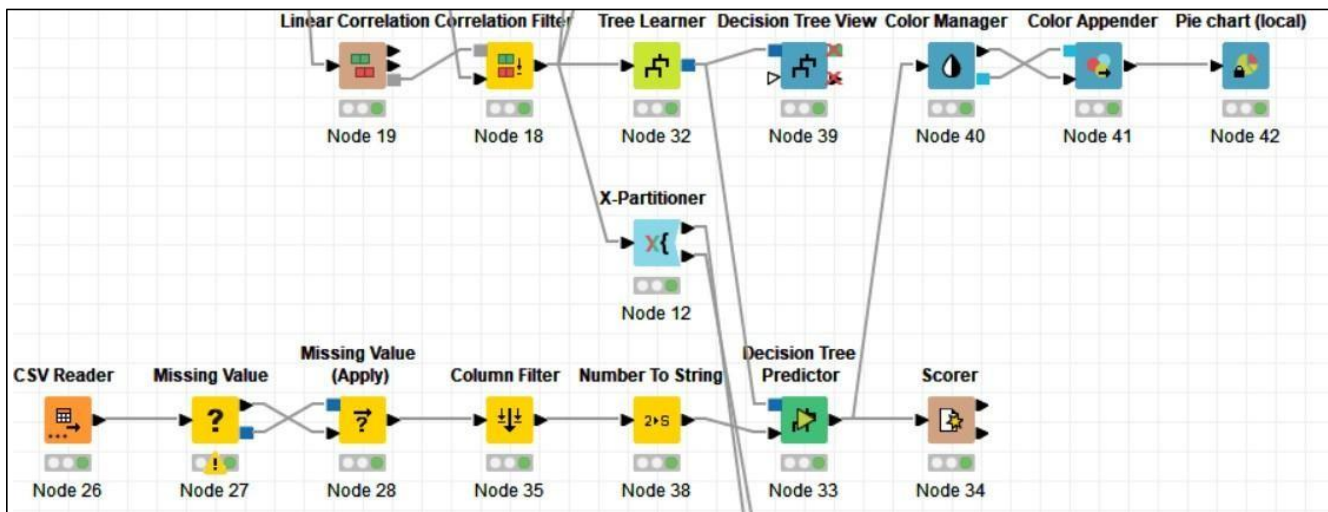 Linear Correlation Correlation Filter Tree Learner Decision Tree View Color Manager Color Appender Pie chart (local)
Node 19 Node 18 Node 32 Node 39 Node 40 Node 41 Node 42
X-Partitioner
X{
Node 12
Missing Value Decision Tree
CSV Reader Missing Value (Apply) Column Filter Number To String Predictor Scorer
? ? 2▸S
!
Node 26 Node 27 Node 28 Node 35 Node 38 Node 33 Node 34